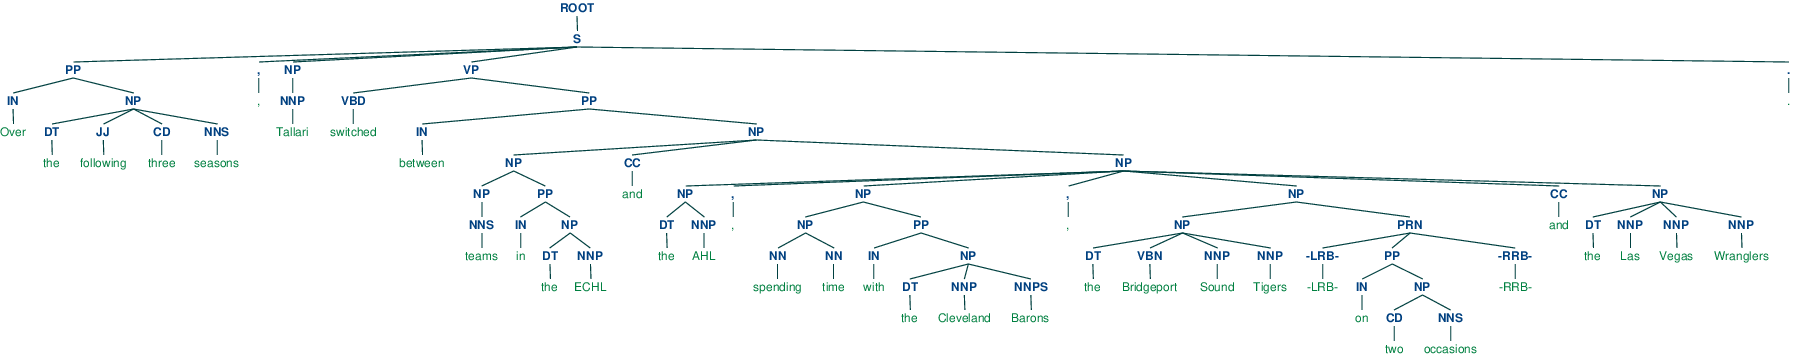 ROOT
S
PP , NP VP .
IN NP , NNP VBD PP .
Over DT JJ CD NNS Tallari switched IN NP
the following three seasons between NP CC NP
NP PP and NP , NP , NP CC NP
NNS IN NP DT NNP , NP PP , NP PRN and DT NNP NNP NNP
teams in DT NNP the AHL NN NN IN NP DT VBN NNP NNP -LRB- PP -RRB- the Las Vegas Wranglers
the ECHL spending time with DT NNP NNPS the Bridgeport Sound Tigers -LRB- IN NP -RRB-
the Cleveland Barons on CD NNS
two occasions